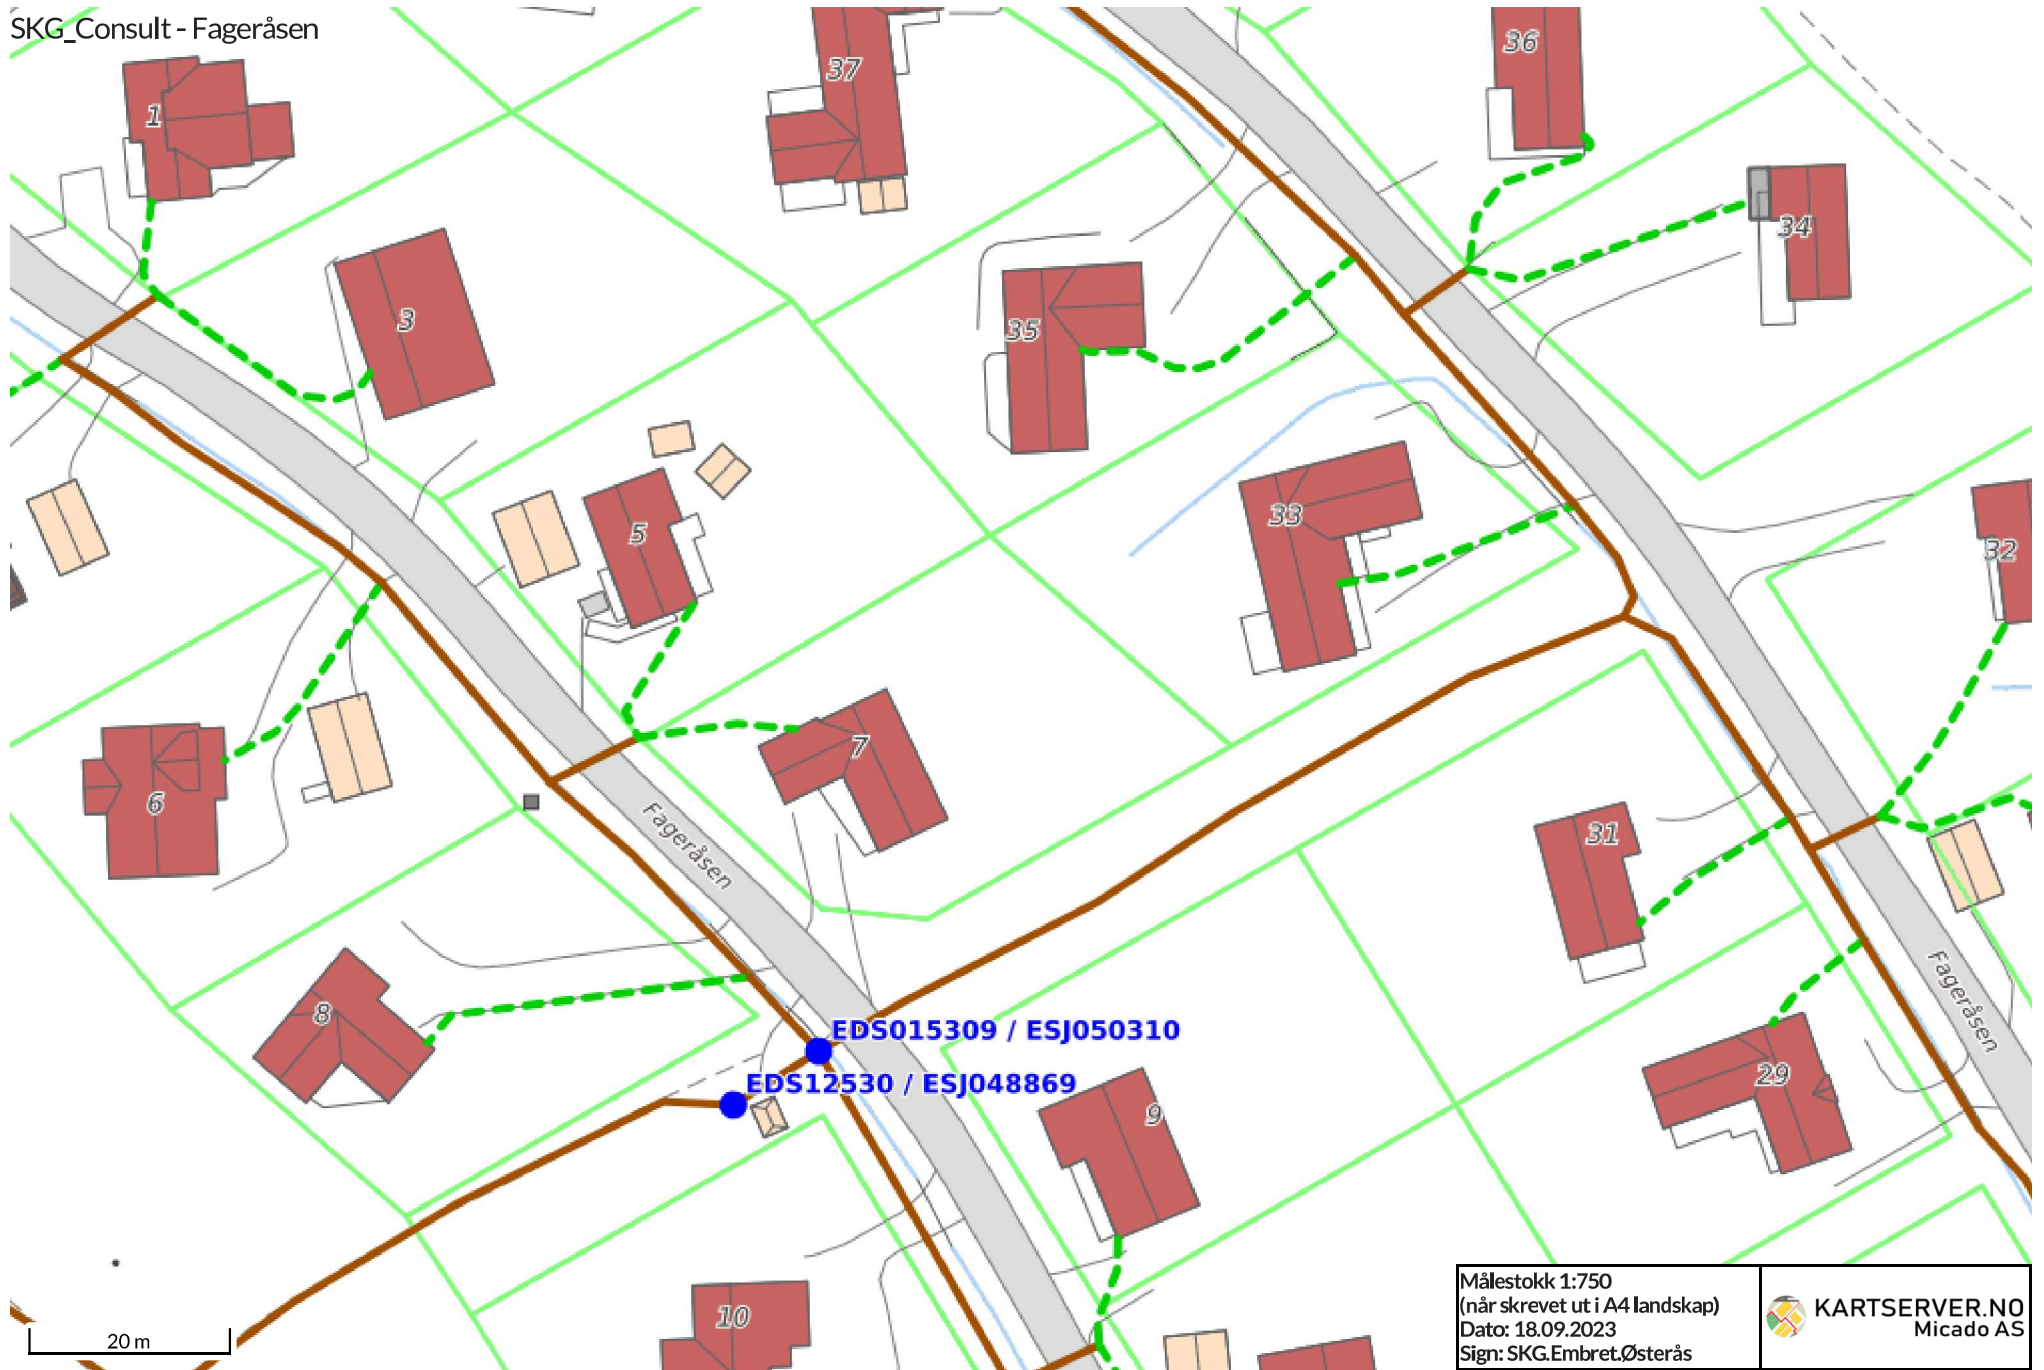 SKG_Consult - Fageråsen
36
37
1
34
3
35
33
5
32
7
6
31
Fageråsen
Fageråsen
8
EDS015309 / ESJ050310
EDS12530 / ESJ048869
29
9
10
20 m
Målestokk 1:750
(når skrevet ut i A4 landskap)
Dato: 18.09.2023
Sign: SKG.Embret.Østerås
KARTSERVER.NO
Micado AS